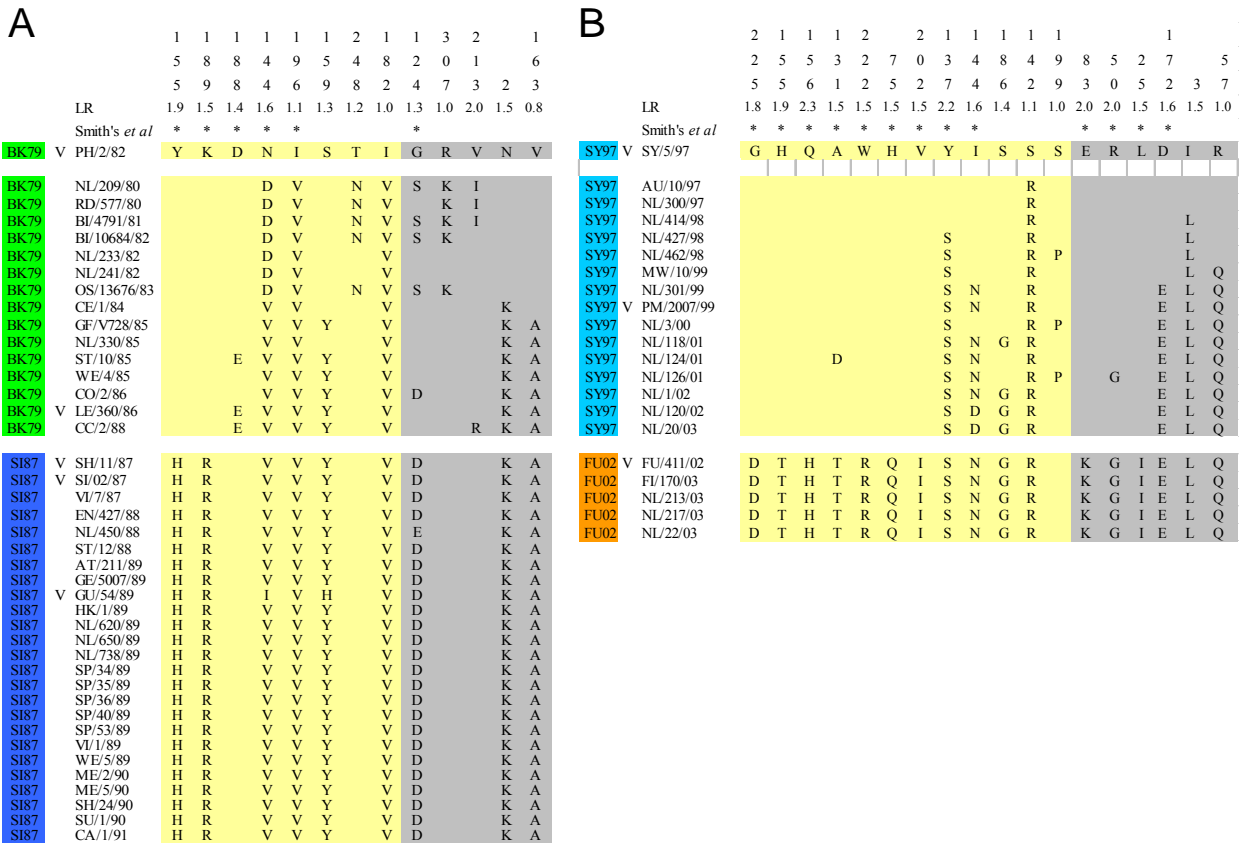 A
1 1 1 1 1 1 2 1 1 3 2 1
5 8 8 4 9 5 4 8 2 0 1 6
5 9 8 4 6 9 8 2 4 7 3 2 3
LR 1.9 1.5 1.4 1.6 1.1 1.3 1.2 1.0 1.3 1.0 2.0 1.5 0.8
Smith's et al * * * * * *
BK79 V PH/2/82 Y K D N I S T I G R V N V
BK79 NL/209/80 D V N V S K I
BK79 RD/577/80 D V N V K I
BK79 BI/4791/81 D V N V S K I
BK79 BI/10684/82 D V N V S K
BK79 NL/233/82 D V V
BK79 NL/241/82 D V V
BK79 OS/13676/83 D V N V S K
BK79 CE/1/84 V V V K
BK79 GF/V728/85 V V Y V K A
BK79 NL/330/85 V V V K A
BK79 ST/10/85 E V V Y V K A
BK79 WE/4/85 V V Y V K A
BK79 CO/2/86 V V Y V D K A
BK79 V LE/360/86 E V V Y V K A
BK79 CC/2/88 E V V Y V R K A
SI87 V SH/11/87 H R V V Y V D K A
SI87 V SI/02/87 H R V V Y V D K A
SI87 VI/7/87 H R V V Y V D K A
SI87 EN/427/88 H R V V Y V D K A
SI87 NL/450/88 H R V V Y V E K A
SI87 ST/12/88 H R V V Y V D K A
SI87 AT/211/89 H R V V Y V D K A
SI87 GE/5007/89 H R V V Y V D K A
SI87 V GU/54/89 H R I V H V D K A
SI87 HK/1/89 H R V V Y V D K A
SI87 NL/620/89 H R V V Y V D K A
SI87 NL/650/89 H R V V Y V D K A
SI87 NL/738/89 H R V V Y V D K A
SI87 SP/34/89 H R V V Y V D K A
SI87 SP/35/89 H R V V Y V D K A
SI87 SP/36/89 H R V V Y V D K A
SI87 SP/40/89 H R V V Y V D K A
SI87 SP/53/89 H R V V Y V D K A
SI87 VI/1/89 H R V V Y V D K A
SI87 WE/5/89 H R V V Y V D K A
SI87 ME/2/90 H R V V Y V D K A
SI87 ME/5/90 H R V V Y V D K A
SI87 SH/24/90 H R V V Y V D K A
SI87 SU/1/90 H R V V Y V D K A
SI87 CA/1/91 H R V V Y V D K A
B
2 1 1 1 2 2 1 1 1 1 1 1
2 5 5 3 2 7 0 3 4 8 4 9 8 5 2 7 5
5 5 6 1 2 5 2 7 4 6 2 9 3 0 5 2 3 7
LR 1.8 1.9 2.3 1.5 1.5 1.5 1.5 2.2 1.6 1.4 1.1 1.0 2.0 2.0 1.5 1.6 1.5 1.0
Smith's et al * * * * * * * * * * * * *
SY97 V SY/5/97 G H Q A W H V Y I S S S E R L D I R
SY97 AU/10/97 R
SY97 NL/300/97 R
SY97 NL/414/98 R L
SY97 NL/427/98 S R L
SY97 NL/462/98 S R P L
SY97 MW/10/99 S R L Q
SY97 NL/301/99 S N R E L Q
SY97 V PM/2007/99 S N R E L Q
SY97 NL/3/00 S R P E L Q
SY97 NL/118/01 S N G R E L Q
SY97 NL/124/01 D S N R E L Q
SY97 NL/126/01 S N R P G E L Q
SY97 NL/1/02 S N G R E L Q
SY97 NL/120/02 S D G R E L Q
SY97 NL/20/03 S D G R E L Q
FU02 V FU/411/02 D T H T R Q I S N G R K G I E L Q
FU02 FI/170/03 D T H T R Q I S N G R K G I E L Q
FU02 NL/213/03 D T H T R Q I S N G R K G I E L Q
FU02 NL/217/03 D T H T R Q I S N G R K G I E L Q
FU02 NL/22/03 D T H T R Q I S N G R K G I E L Q